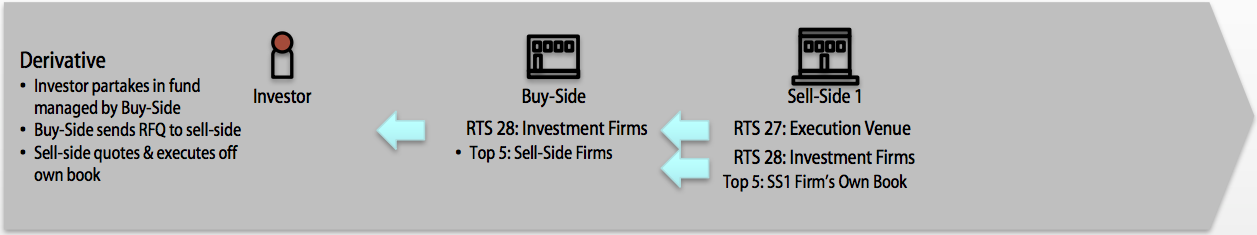 Derivative
• Investor partakes in fund
managed by Buy-Side
• Buy-Side sends RFQ to sell-side
• Sell-side quotes & executes off
own book
Investor
Buy-Side
RTS 28: Investment Firms
• Top 5: Sell-Side Firms
Sell-Side 1
RTS 27: Execution Venue
RTS 28: Investment Firms
Top 5: SS1 Firm's Own Book